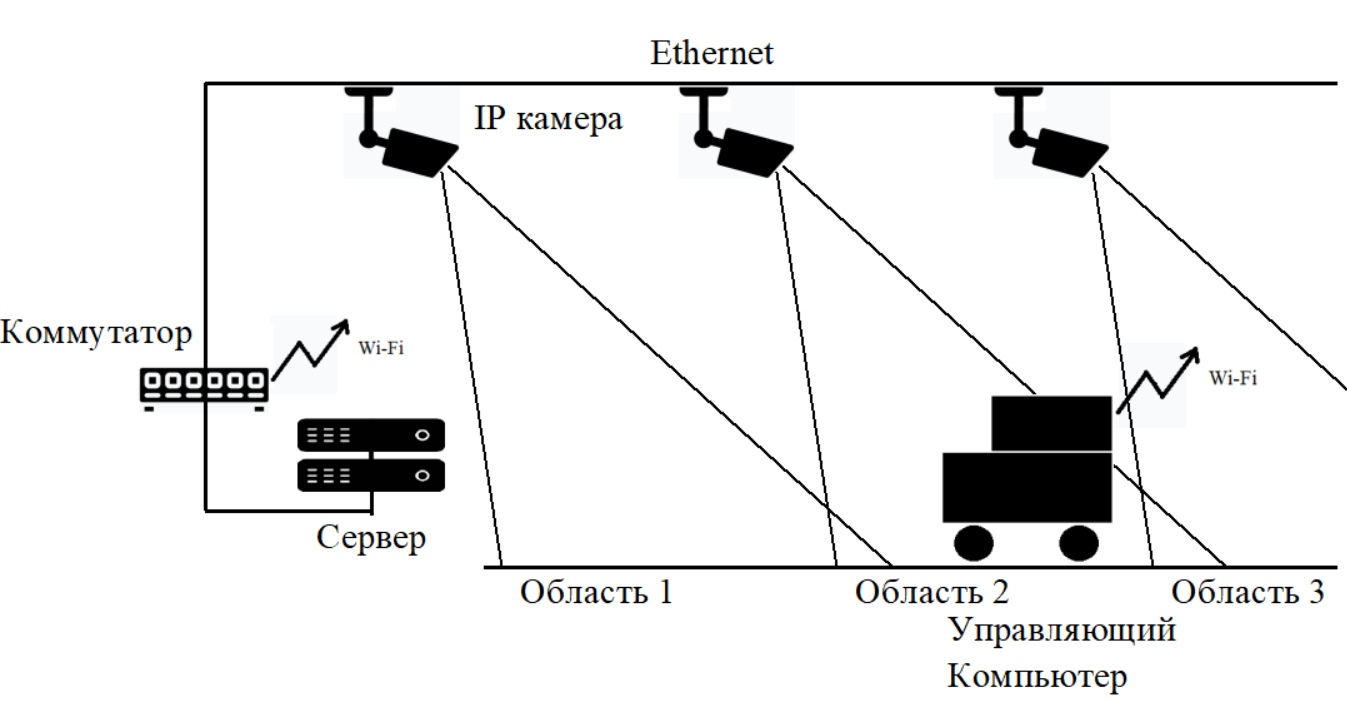 Ethernet
IP камера
Коммутатор
Wi-Fi
Wi-Fi
Сервер
Область 1
Область 2
Область 3
Управляющий
Компьютер